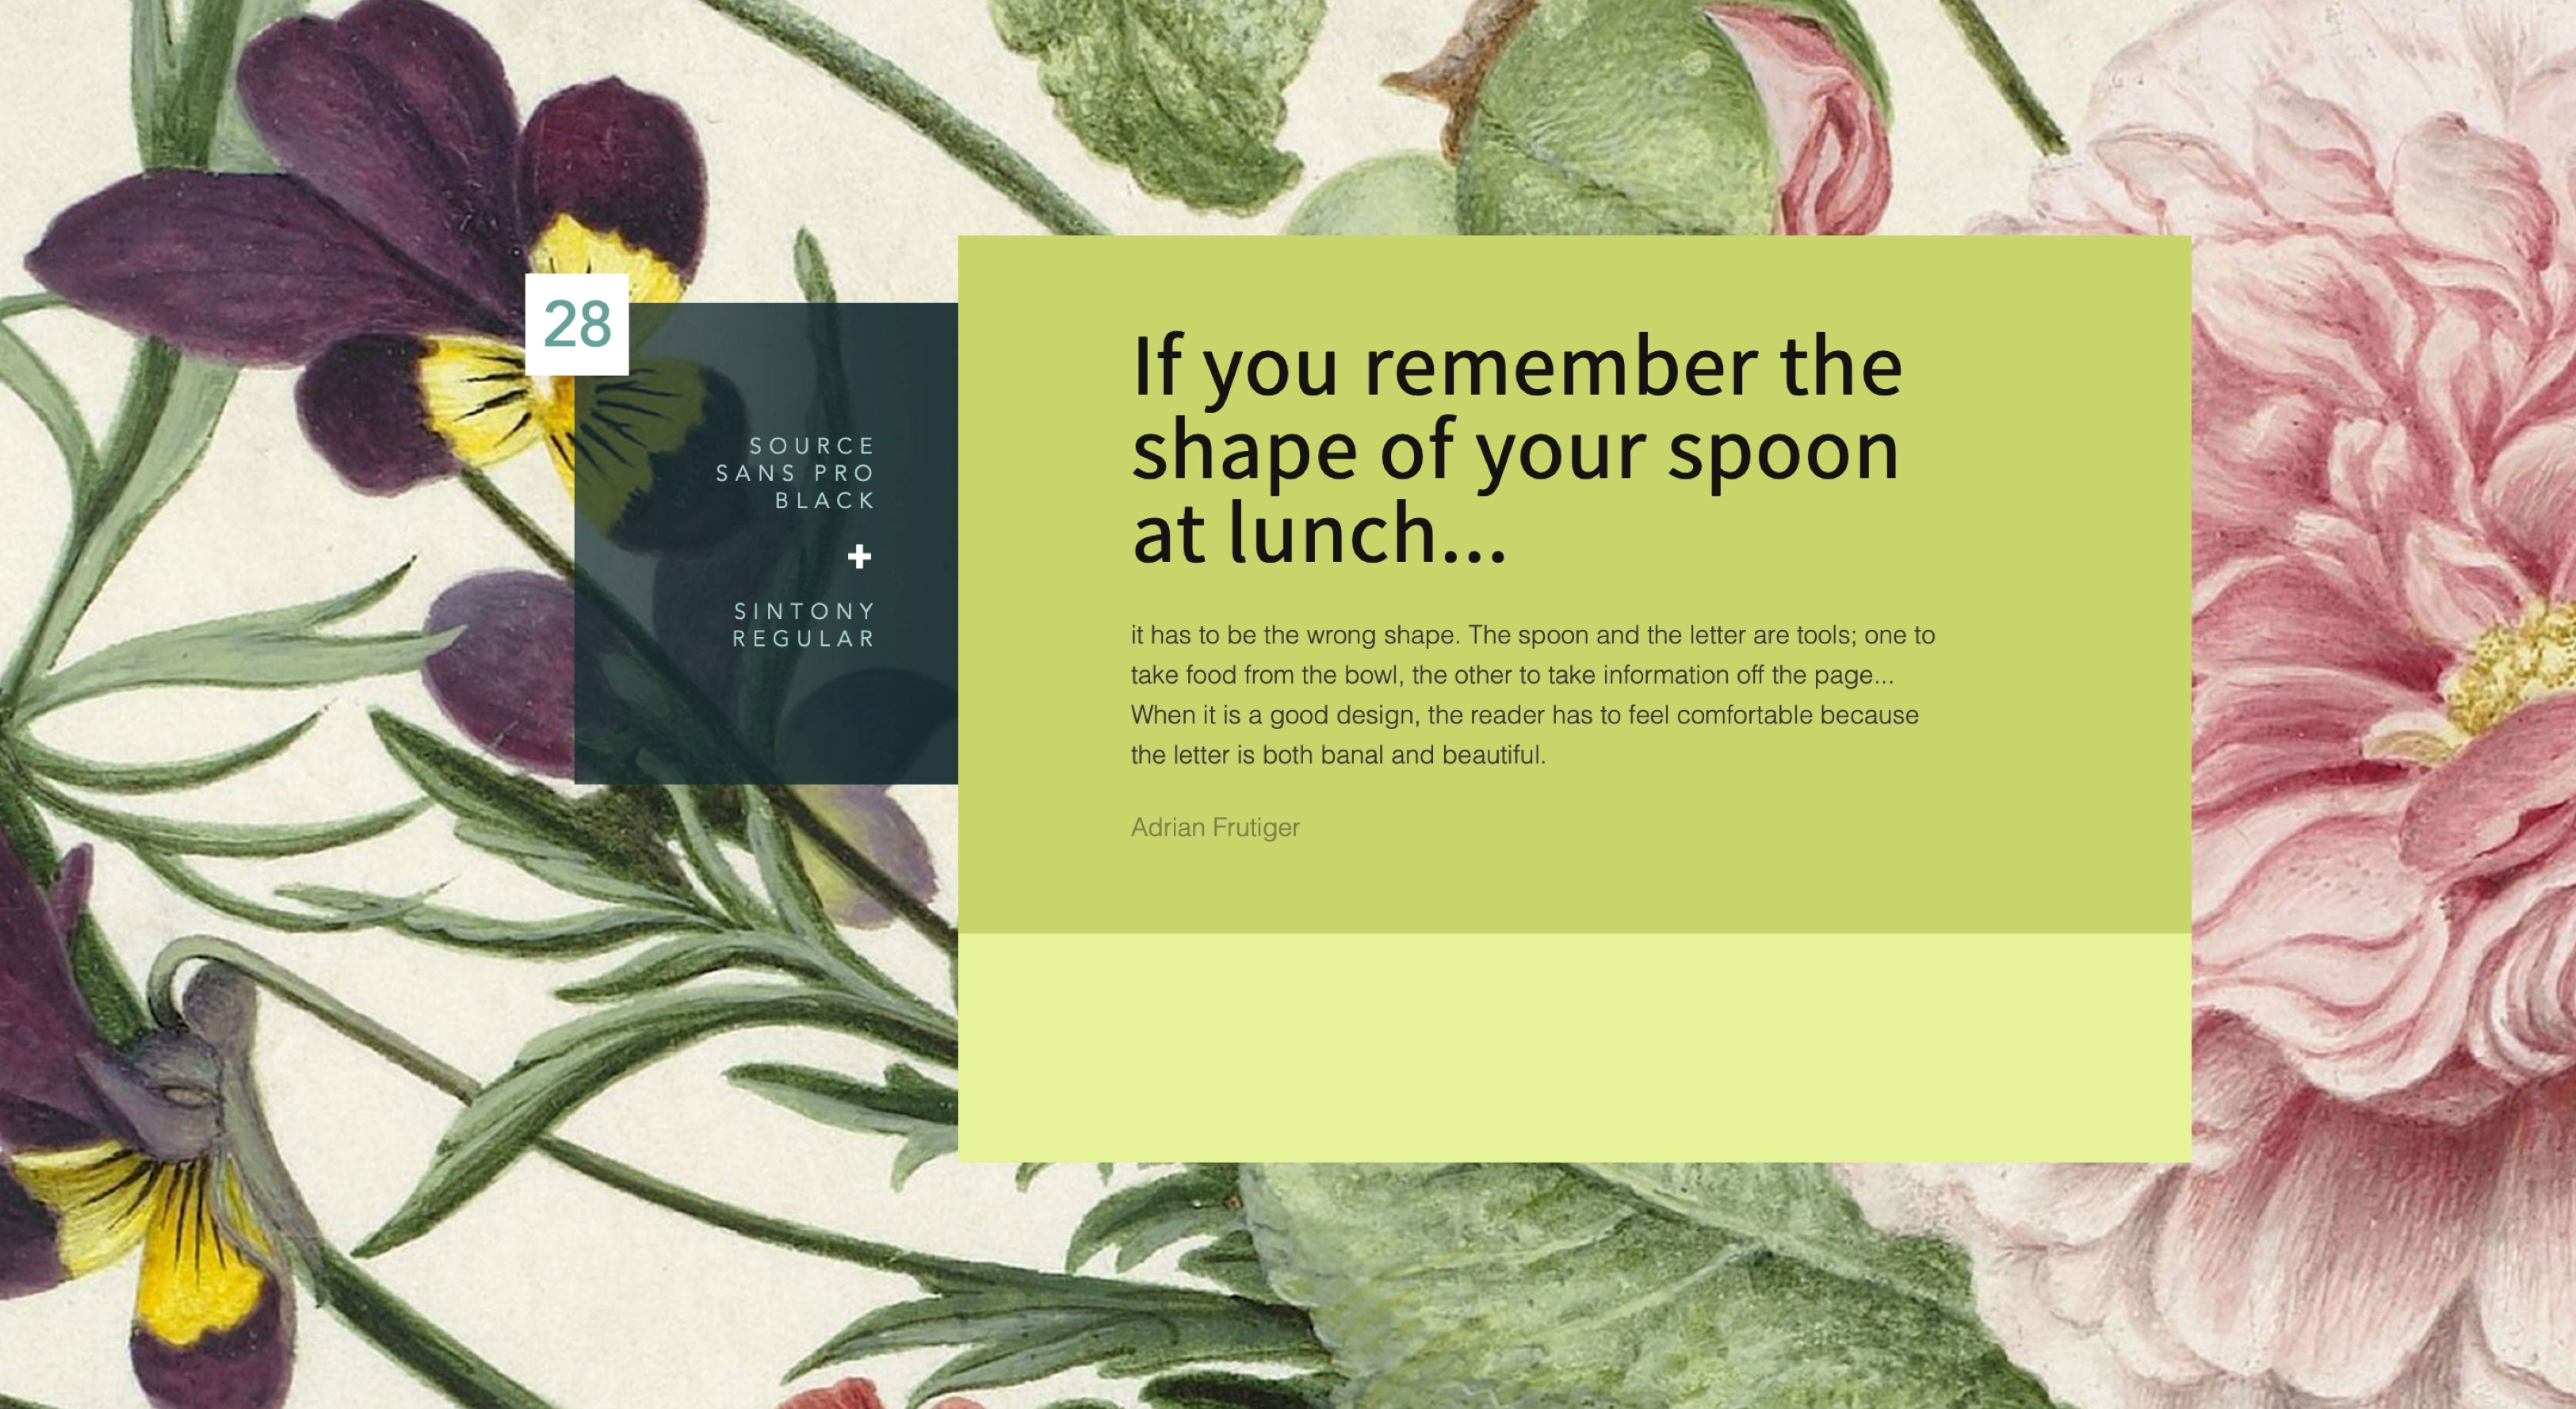 28
SOURCE
SANS PRO
BLACK
+
SINTONY
REGULAR
If you remember the
shape of your spoon
at lunch...
it has to be the wrong shape. The spoon and the letter are tools; one to
take food from the bowl, the other to take information off the page...
When it is a good design, the reader has to feel comfortable because
the letter is both banal and beautiful.
Adrian Frutiger